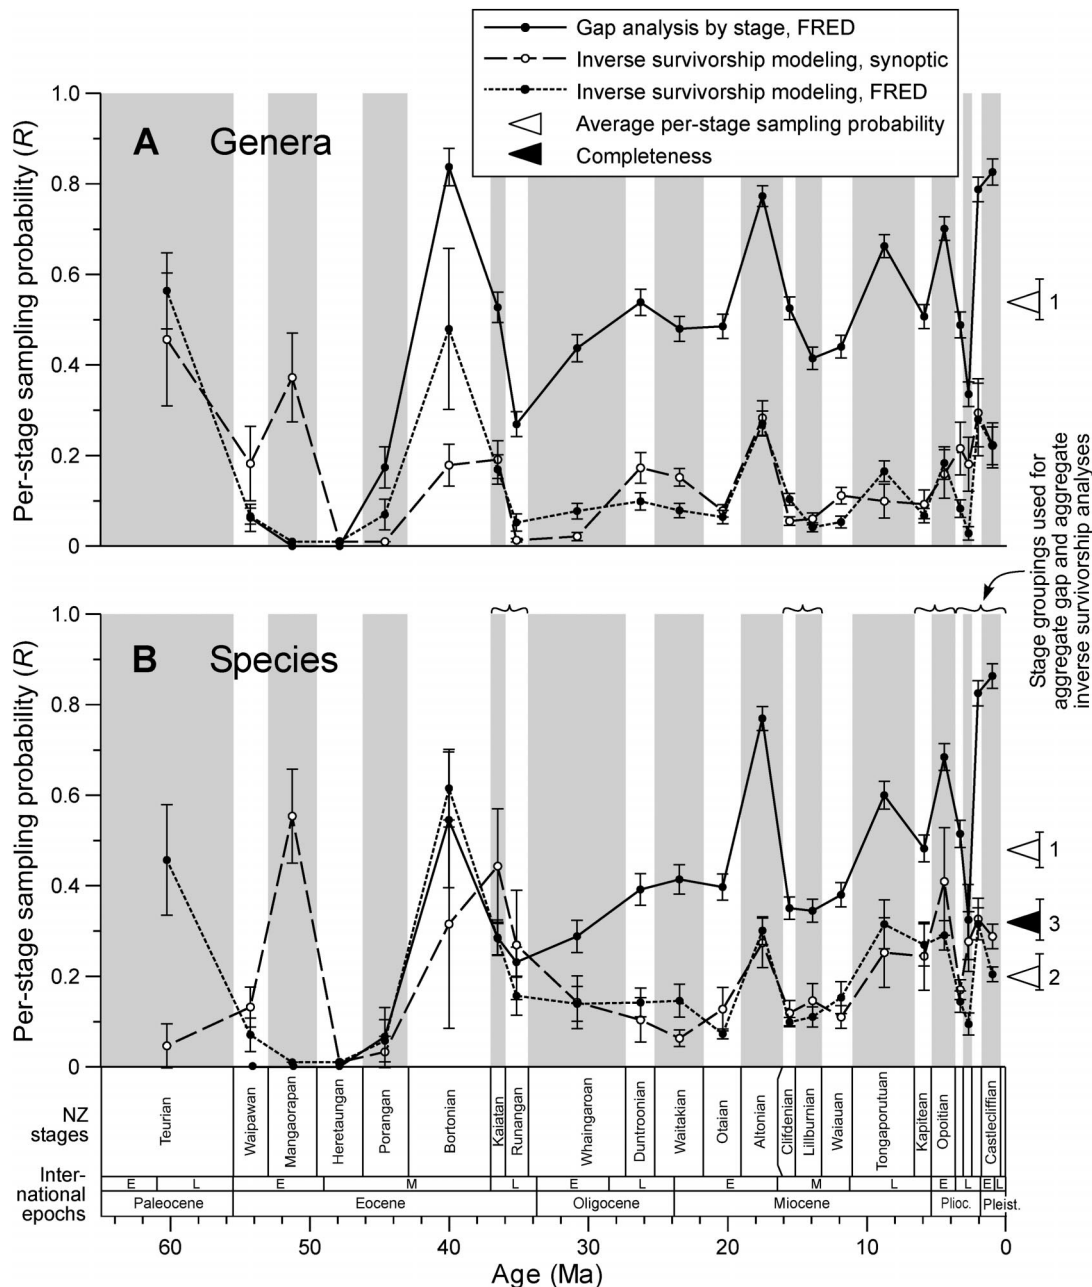 Gap analysis by stage, FRED
Inverse survivorship modeling, synoptic
Inverse survivorship modeling, FRED
Average per-stage sampling probability
Completeness
Per-stage sampling probability (R)
1.0
0.8
0.6
0.4
0.2
0
A Genera
1
Stage groupings used for
aggregate gap and aggregate
inverse survivorship analyses
Per-stage sampling probability (R)
1.0
0.8
0.6
0.4
0.2
0
B Species
1
3
2
NZ
stages
Teurian
Waipawan
Mangaorapan
Heretaungan
Porangan
Bortonian
Kaiatan
Runangan
Whaingaroan
Duntroonian
Waitakian
Otaian
Altonian
Clifdenian
Lillburnian
Waiauan
Tongaporutuan
Kapitean
Opoitian
Castlecliffian
Inter-
national
epochs
E L E M L E L E M L E L E L
Paleocene Eocene Oligocene Miocene Plioc. Pleist.
60 50 40 30 20 10 0
Age (Ma)